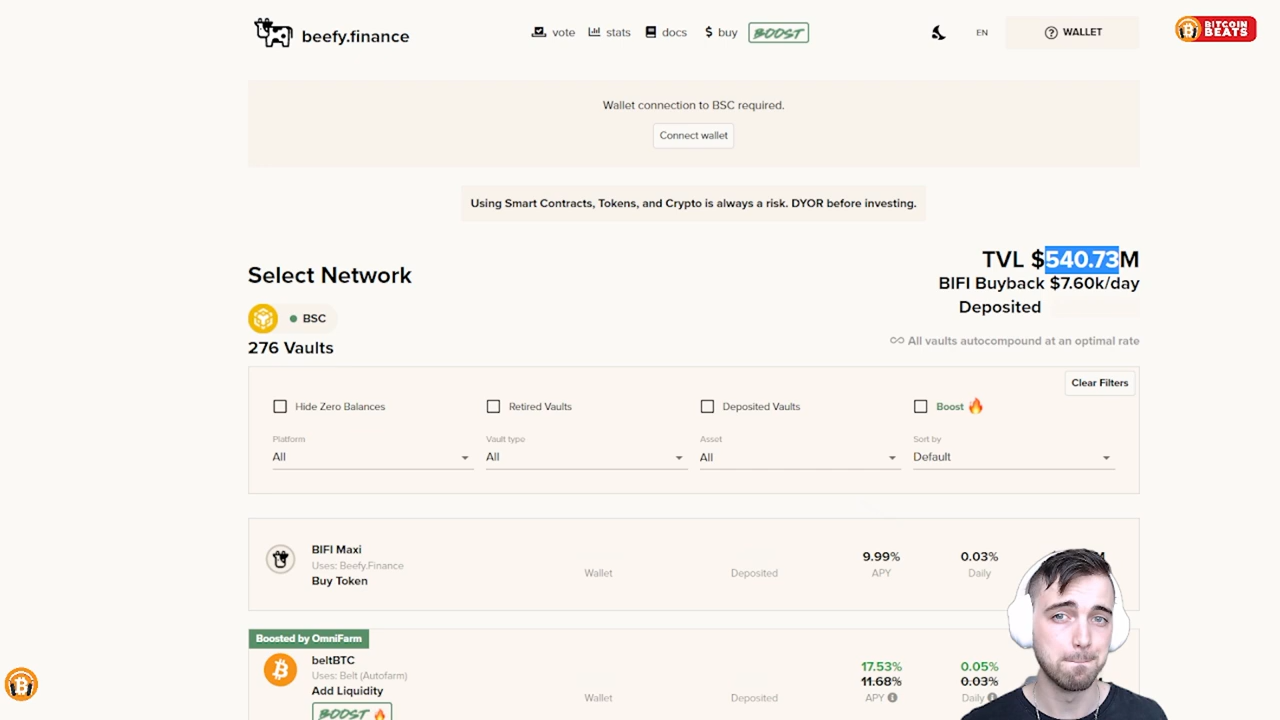 beefy.finance
vote
stats
docs
buy
BOOST
EN
WALLET
BITCOIN
BEATS
Wallet connection to BSC required.
Connect wallet
Using Smart Contracts, Tokens, and Crypto is always a risk. DYOR before investing.
TVL $540.73M
BIFI Buyback $7.60k/day
Deposited
Select Network
BSC
276 Vaults
All vaults autocompound at an optimal rate
Clear Filters
Hide Zero Balances
Retired Vaults
Deposited Vaults
Boost
Platform
All
Vault type
All
Asset
All
Sort by
Default
BIFI Maxi
Uses: Beefy.Finance
Buy Token
Wallet
Deposited
9.99%
APY
0.03%
Daily
Boosted by OmniFarm
beltBTC
Uses: Belt (Autofarm)
Add Liquidity
BOOST
Wallet
Deposited
17.53%
11.68%
APY
0.05%
0.03%
Daily